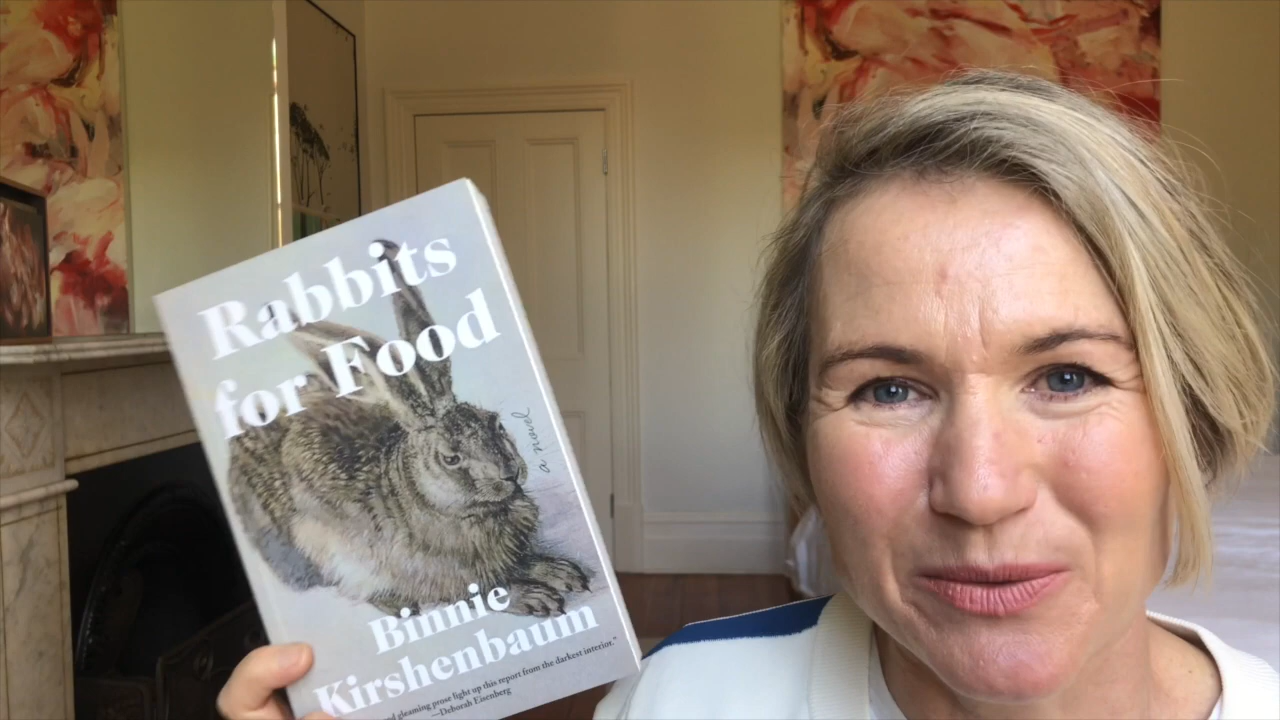 Rabbits
for Food
a novel
Binnie
Kirshenbaum
gleaming prose light up this report from the darkest interior."
—Deborah Eisenberg